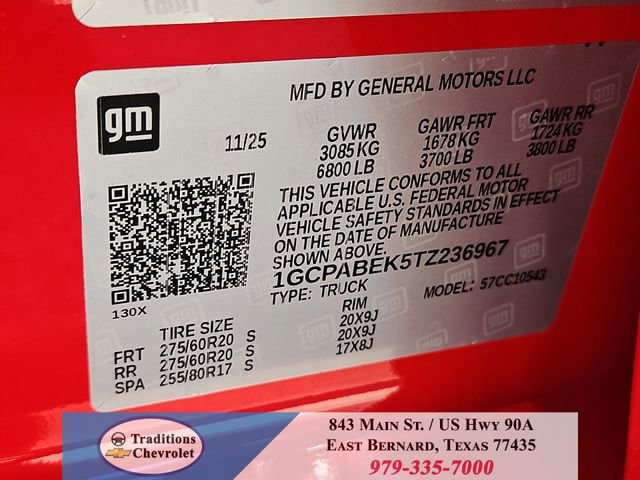 MFD BY GENERAL MOTORS LLC
gm
11/25
GVWR GAWR FRT GAWR RR
3085 KG 1678 KG 1724 KG
6800 LB 3700 LB 3800 LB
THIS VEHICLE CONFORMS TO ALL
APPLICABLE U.S. FEDERAL MOTOR
VEHICLE SAFETY STANDARDS IN EFFECT
ON THE DATE OF MANUFACTURE
SHOWN ABOVE.
1GCPABEK5TZ236967
TYPE: TRUCK MODEL: 57CC10543
130X
TIRE SIZE RIM
FRT 275/60R20 S 20X9J
RR 275/60R20 S 20X9J
SPA 255/80R17 S 17X8J
Traditions
Chevrolet
843 Main St. / US Hwy 90A
East Bernard, Texas 77435
979-335-7000